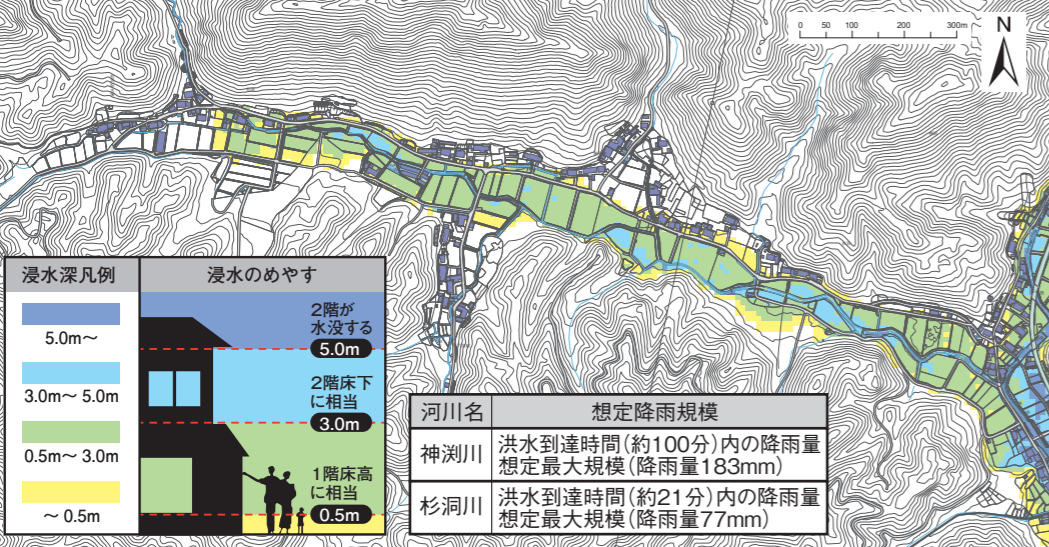 0 50 100 200 300m
N
浸水深凡例
浸水のめやす
5.0m～
3.0m～ 5.0m
0.5m～ 3.0m
～ 0.5m
2階が
水没する
5.0m
2階床下
に相当
3.0m
1階床高
に相当
0.5m
河川名
想定降雨規模
神渕川
洪水到達時間(約100分)内の降雨量
想定最大規模(降雨量183mm)
杉洞川
洪水到達時間(約21分)内の降雨量
想定最大規模(降雨量77mm)